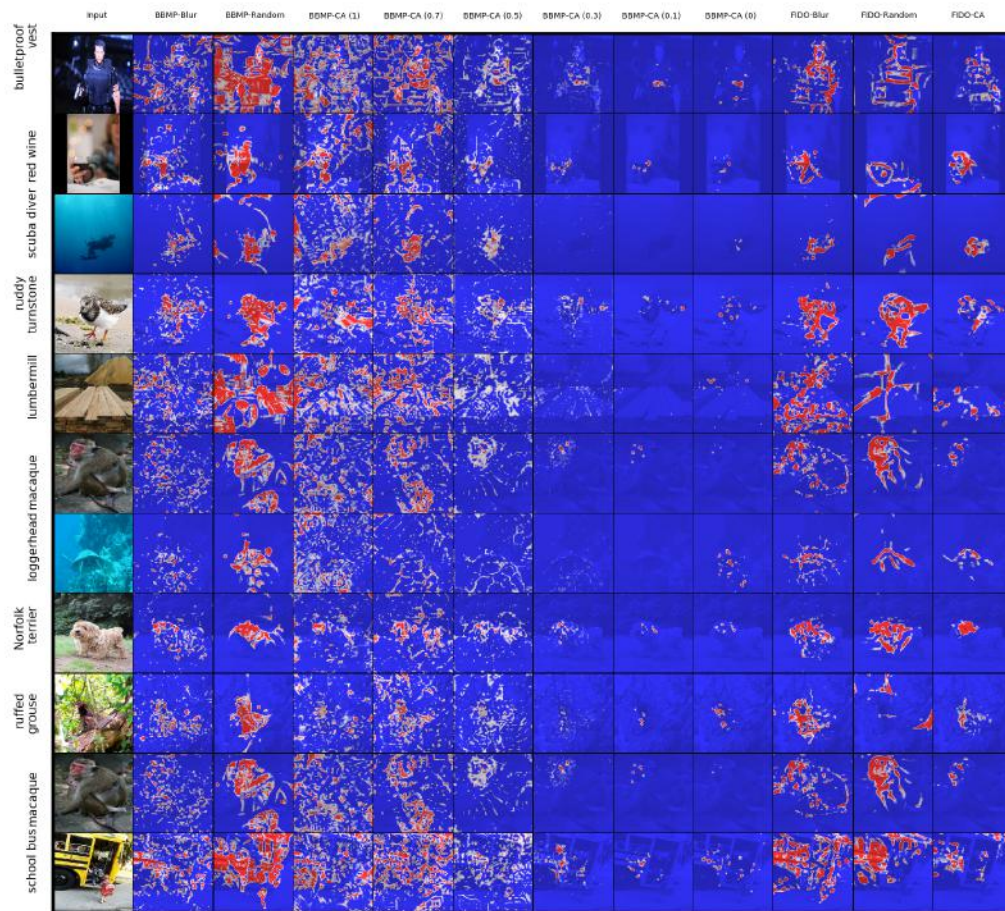 Input BBMP-Blur BBMP-Random BBMP-CA (1) BBMP-CA (0.7) BBMP-CA (0.5) BBMP-CA (0.3) BBMP-CA (0.1) BBMP-CA (0) FIDO-Blur FIDO-Random FIDO-CA
bulletproof
vest
red wine
scuba diver
ruddy
turnstone
lumbermill
macaque
loggerhead
Norfolk
terrier
ruffed
grouse
macaque
school bus